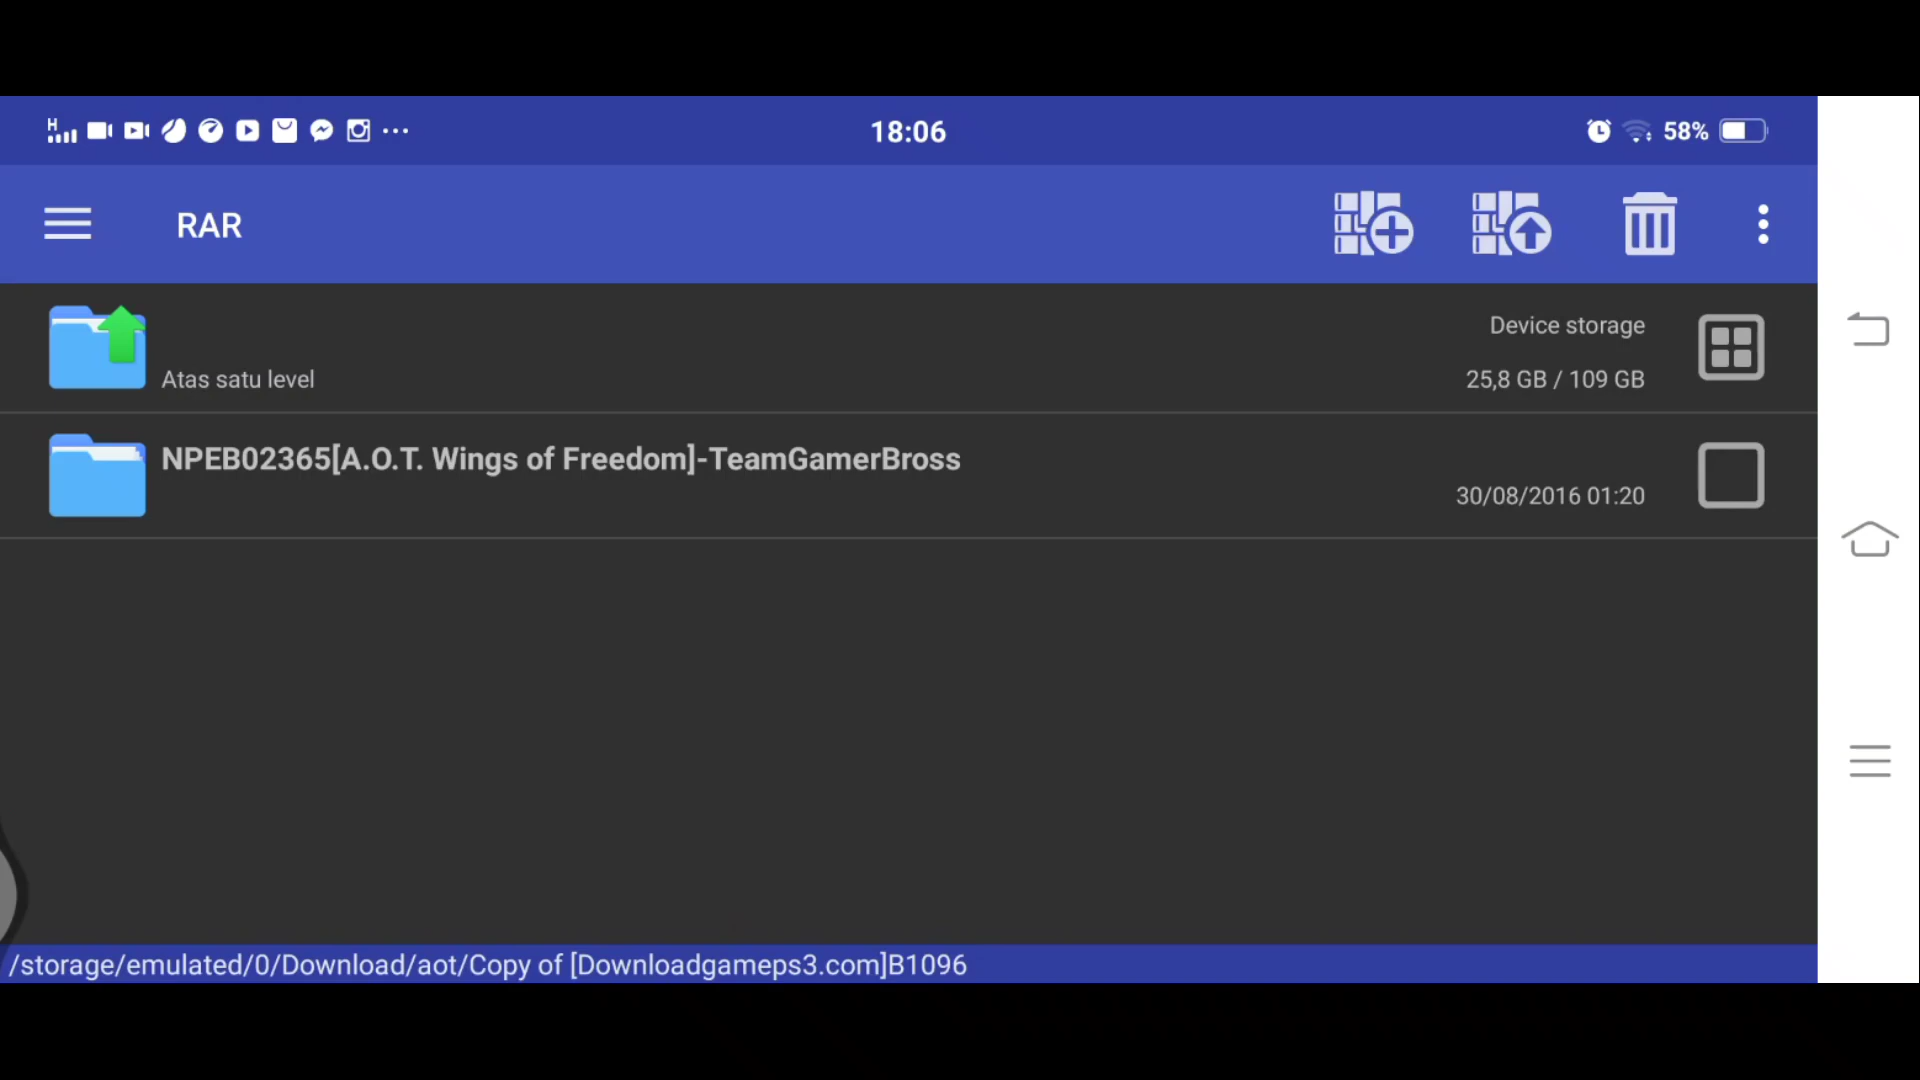 H
18:06
58%
RAR
Device storage
Atas satu level
25,8 GB / 109 GB
NPEB02365[A.O.T. Wings of Freedom]-TeamGamerBross
30/08/2016 01:20
/storage/emulated/0/Download/aot/Copy of [Downloadgameps3.com]B1096